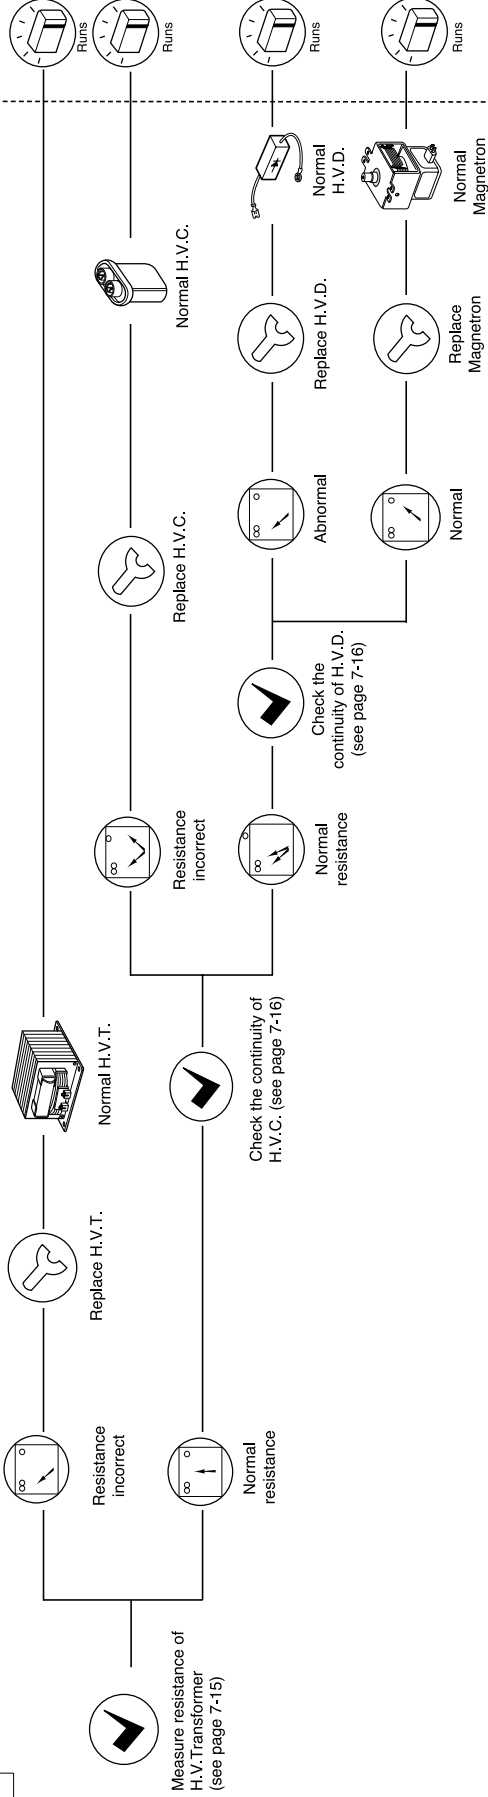 Measure resistance of
H.V.Transformer
(see page 7-15)
Resistance
incorrect
Replace H.V.T.
Normal H.V.T.
Runs
Normal
resistance
Check the continuity of
H.V.C. (see page 7-16)
Resistance
incorrect
Replace H.V.C.
Normal H.V.C.
Runs
Normal
resistance
Check the
continuity of H.V.D.
(see page 7-16)
Abnormal
Replace H.V.D.
Normal
H.V.D.
Runs
Normal
Replace
Magnetron
Normal
Magnetron
Runs